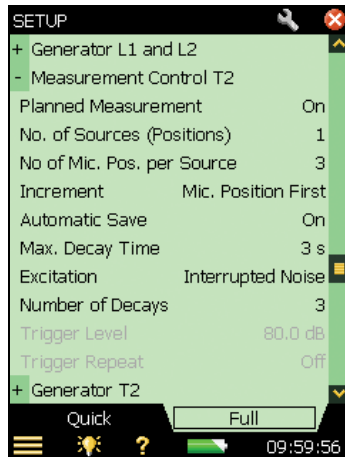 SETUP
+ Generator L1 and L2
- Measurement Control T2
Planned Measurement On
No. of Sources (Positions) 1
No of Mic. Pos. per Source 3
Increment Mic. Position First
Automatic Save On
Max. Decay Time 3 s
Excitation Interrupted Noise
Number of Decays 3
Trigger Level 80.0 dB
Trigger Repeat Off
+ Generator T2
Quick Full
? 09:59:56